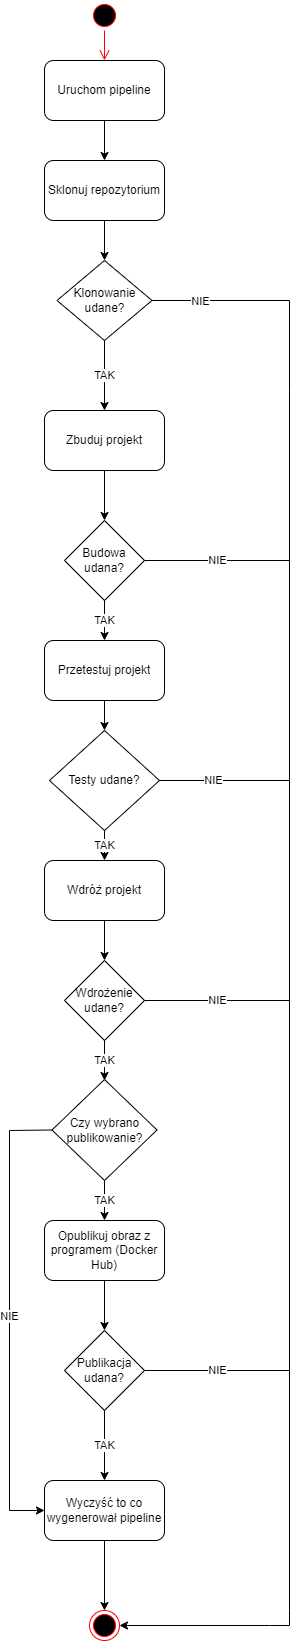 Uruchom pipeline
Sklonuj repozytorium
Klonowanie
udane?
NIE
TAK
Zbuduj projekt
Budowa
udana?
NIE
TAK
Przetestuj projekt
Testy udane?
NIE
TAK
Wdróż projekt
Wdrożenie
udane?
NIE
TAK
Czy wybrano
publikowanie?
TAK
Opublikuj obraz z
programem (Docker
Hub)
NIE
Publikacja
udana?
NIE
TAK
Wyczyść to co
wygenerował pipeline